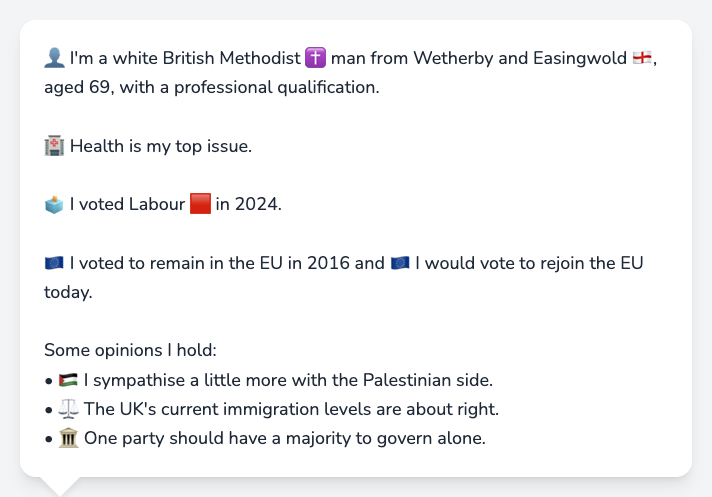 👤 I'm a white British Methodist ✝️ man from Wetherby and Easingwold 🏴󠁧󠁢󠁥󠁮󠁧󠁿,
aged 69, with a professional qualification.
🏥 Health is my top issue.
🗳️ I voted Labour 🟥 in 2024.
🇪🇺 I voted to remain in the EU in 2016 and 🇪🇺 I would vote to rejoin the EU
today.
Some opinions I hold:
• 🇵🇸 I sympathise a little more with the Palestinian side.
• ⚖️ The UK's current immigration levels are about right.
• 🏛️ One party should have a majority to govern alone.